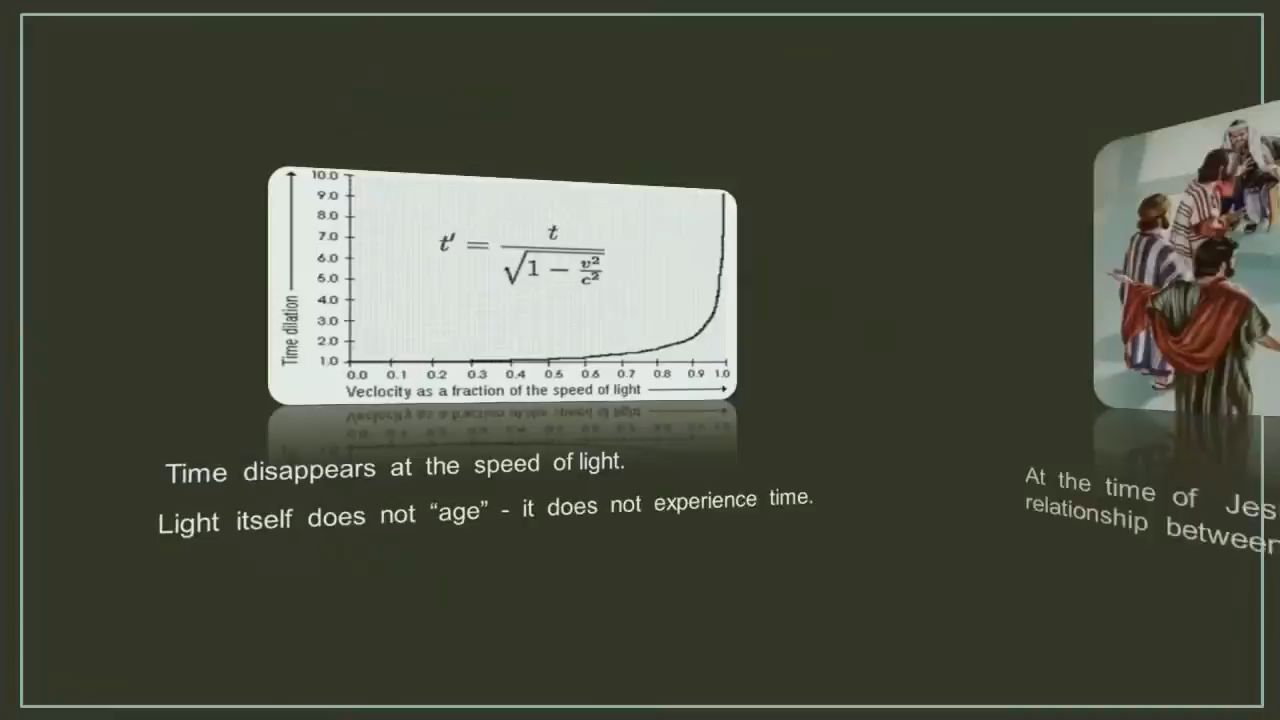 10.0
9.0
8.0
7.0
6.0
5.0
4.0
3.0
2.0
1.0
Time dilation
t' = t / √1 − v²/c²
0.0 0.1 0.2 0.3 0.4 0.5 0.6 0.7 0.8 0.9 1.0
Veclocity as a fraction of the speed of light
Time disappears at the speed of light.
Light itself does not “age” - it does not experience time.
At the time of Jes
relationship between